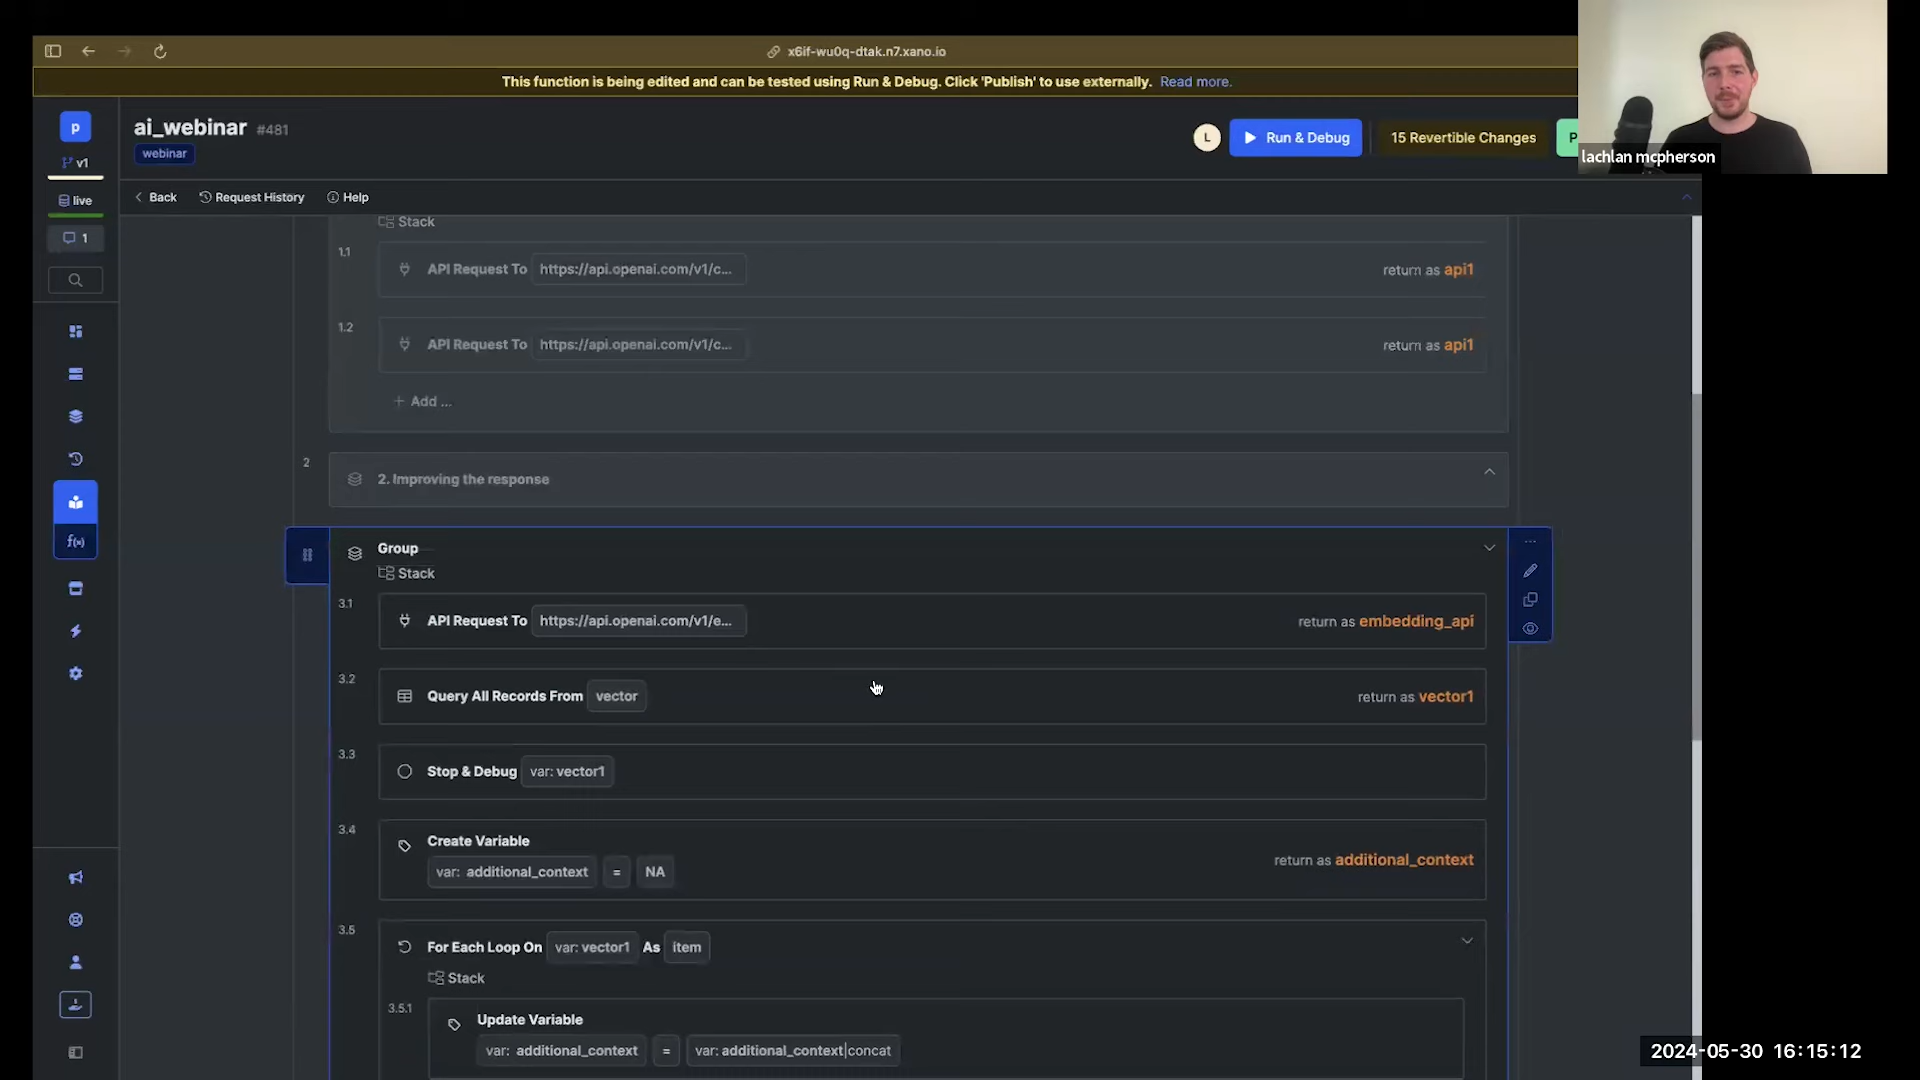 x6if-wu0q-dtak.n7.xano.io
This function is being edited and can be tested using Run & Debug. Click 'Publish' to use externally. Read more.
p
ai_webinar #481
webinar
L
Run & Debug
15 Revertible Changes
P
lachlan mcpherson
v1
live
1
Back
Request History
Help
Stack
1.1
API Request To https://api.openai.com/v1/c...
return as api1
1.2
API Request To https://api.openai.com/v1/c...
return as api1
+ Add ...
2
2. Improving the response
Group
Stack
3.1
API Request To https://api.openai.com/v1/e...
return as embedding_api
3.2
Query All Records From vector
return as vector1
3.3
Stop & Debug var: vector1
3.4
Create Variable
var: additional_context = NA
return as additional_context
3.5
For Each Loop On var: vector1 As item
Stack
3.5.1
Update Variable
var: additional_context = var: additional_context|concat
f(x)
2024-05-30 16:15:12